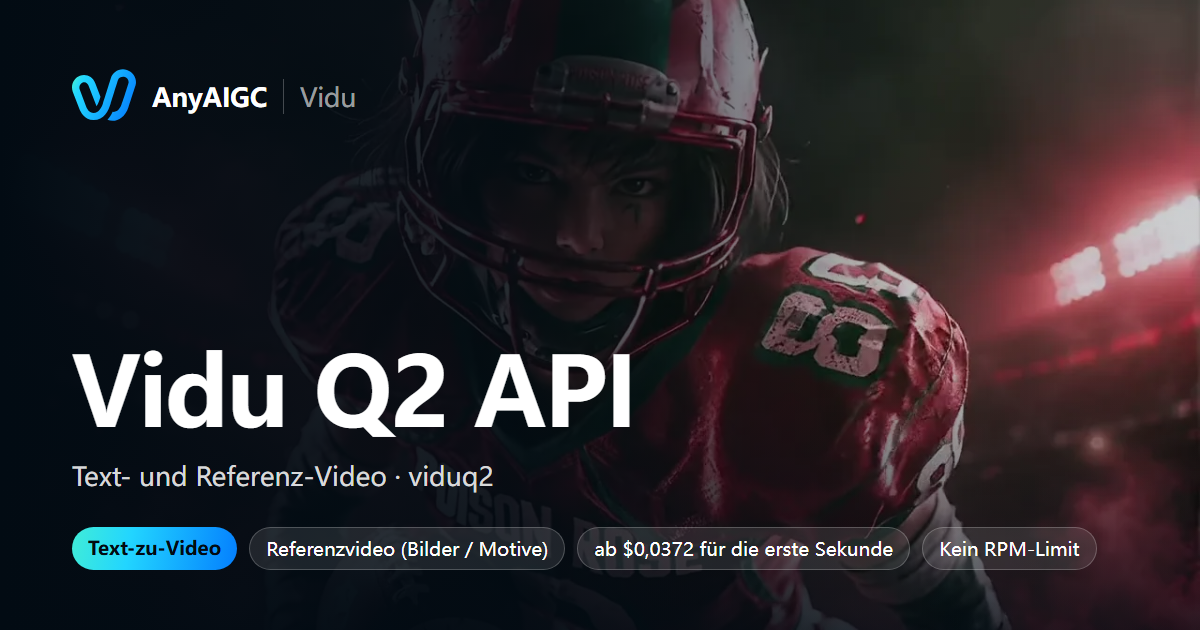 AnyAIGC | Vidu
58
Vidu Q2 API
Text- und Referenz-Video · viduq2
Text-zu-Video
Referenzvideo (Bilder / Motive)
ab $0,0372 für die erste Sekunde
Kein RPM-Limit